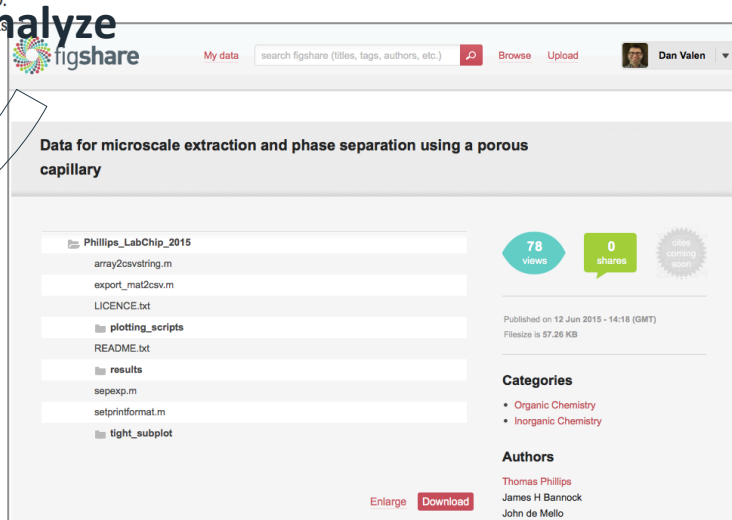 nalyze
figshare
My data
search figshare (titles, tags, authors, etc.)
Browse Upload
Dan Valen
Data for microscale extraction and phase separation using a porous
capillary
Phillips_LabChip_2015
array2csvstring.m
export_mat2csv.m
LICENCE.txt
plotting_scripts
README.txt
results
sepexp.m
setprintformat.m
tight_subplot
Enlarge Download
78
views
0
shares
cites
coming
soon
Published on 12 Jun 2015 - 14:18 (GMT)
Filesize is 57.26 KB
Categories
• Organic Chemistry
• Inorganic Chemistry
Authors
Thomas Phillips
James H Bannock
John de Mello